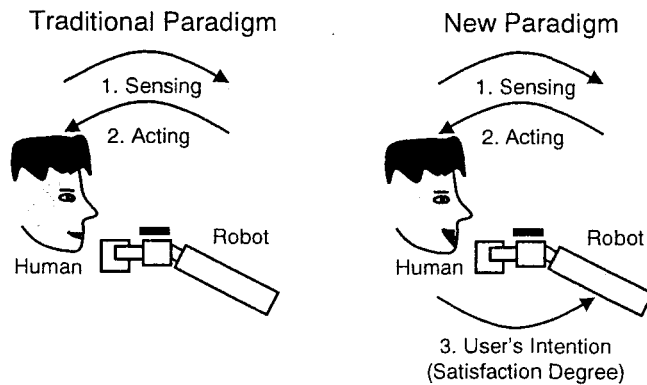 Traditional Paradigm
1. Sensing
2. Acting
Robot
Human
New Paradigm
1. Sensing
2. Acting
Robot
Human
3. User's Intention
(Satisfaction Degree)